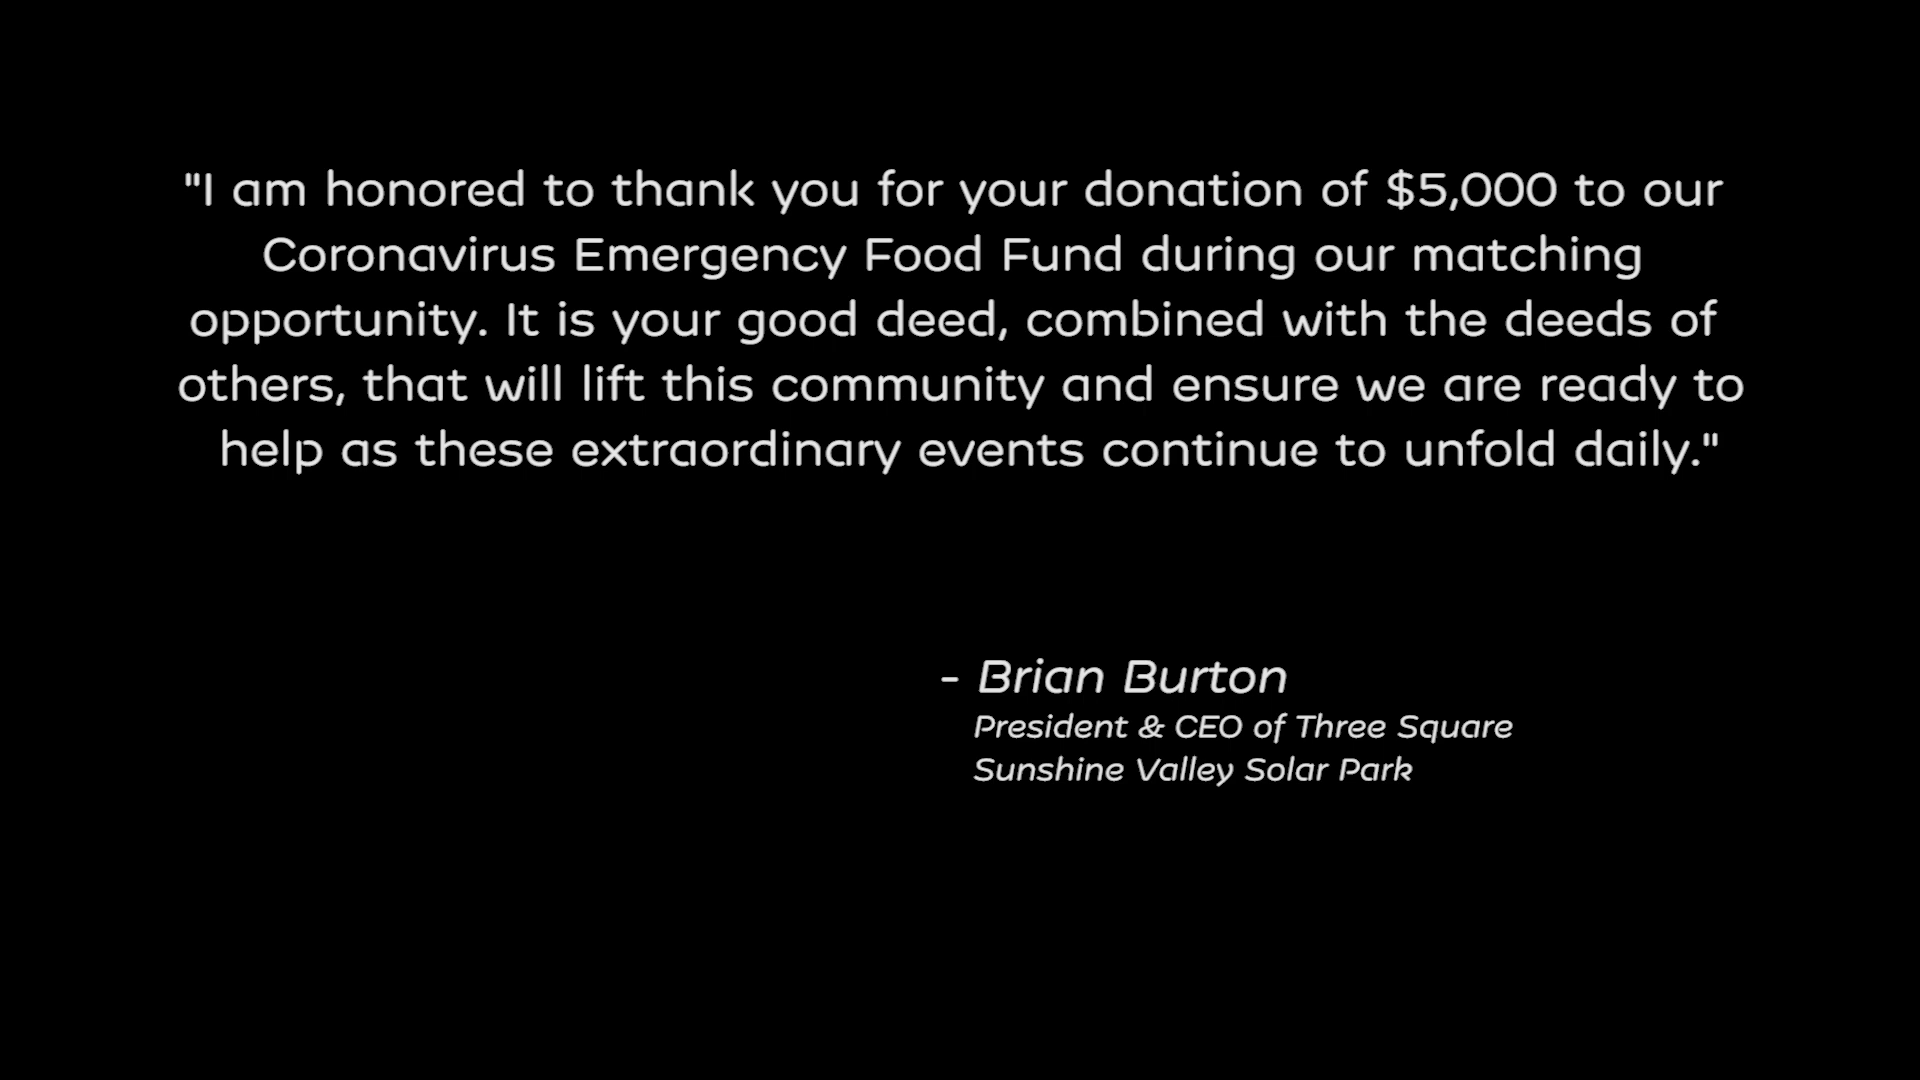 "I am honored to thank you for your donation of $5,000 to our
Coronavirus Emergency Food Fund during our matching
opportunity. It is your good deed, combined with the deeds of
others, that will lift this community and ensure we are ready to
help as these extraordinary events continue to unfold daily."
- Brian Burton
President & CEO of Three Square
Sunshine Valley Solar Park